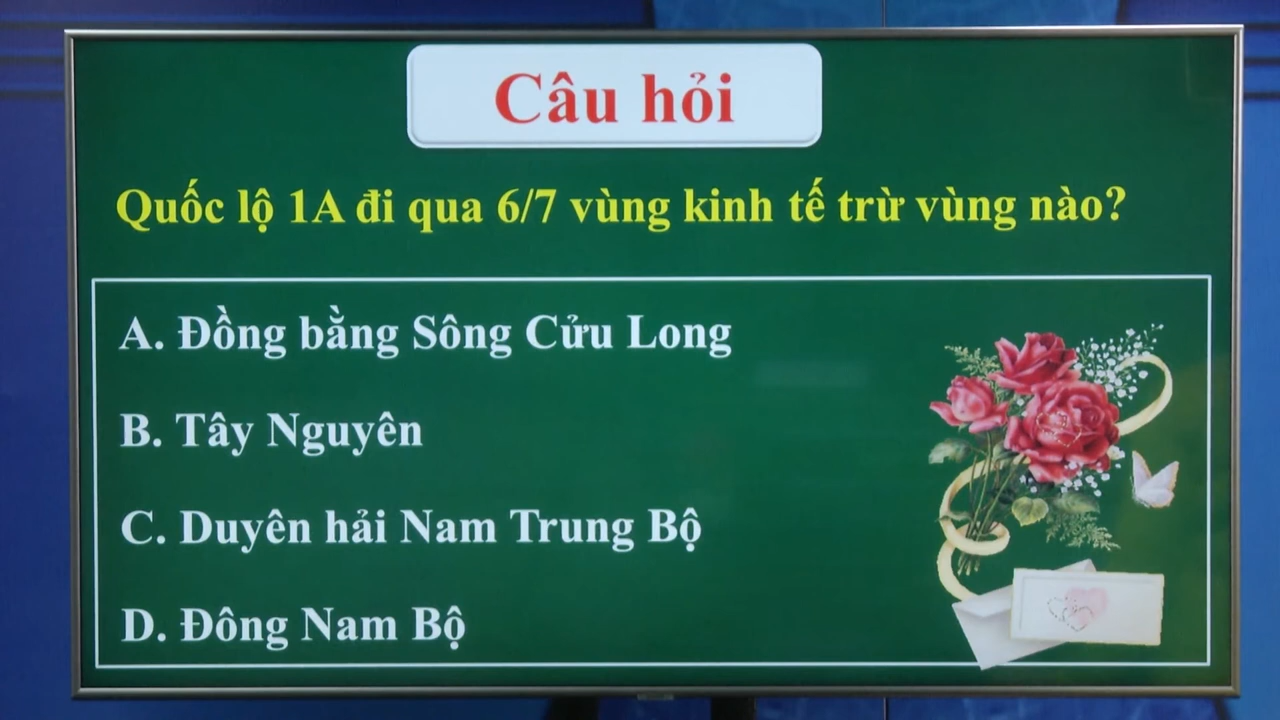 Câu hỏi
Quốc lộ 1A đi qua 6/7 vùng kinh tế trừ vùng nào?
A. Đồng bằng Sông Cửu Long
B. Tây Nguyên
C. Duyên hải Nam Trung Bộ
D. Đông Nam Bộ